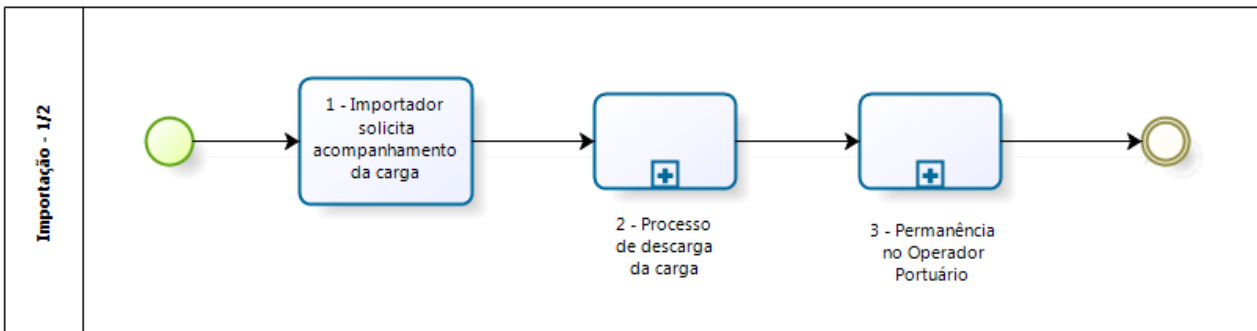 Importação - 1/2
1 - Importador
solicita
acompanhamento
da carga
2 - Processo
de descarga
da carga
3 - Permanência
no Operador
Portuário